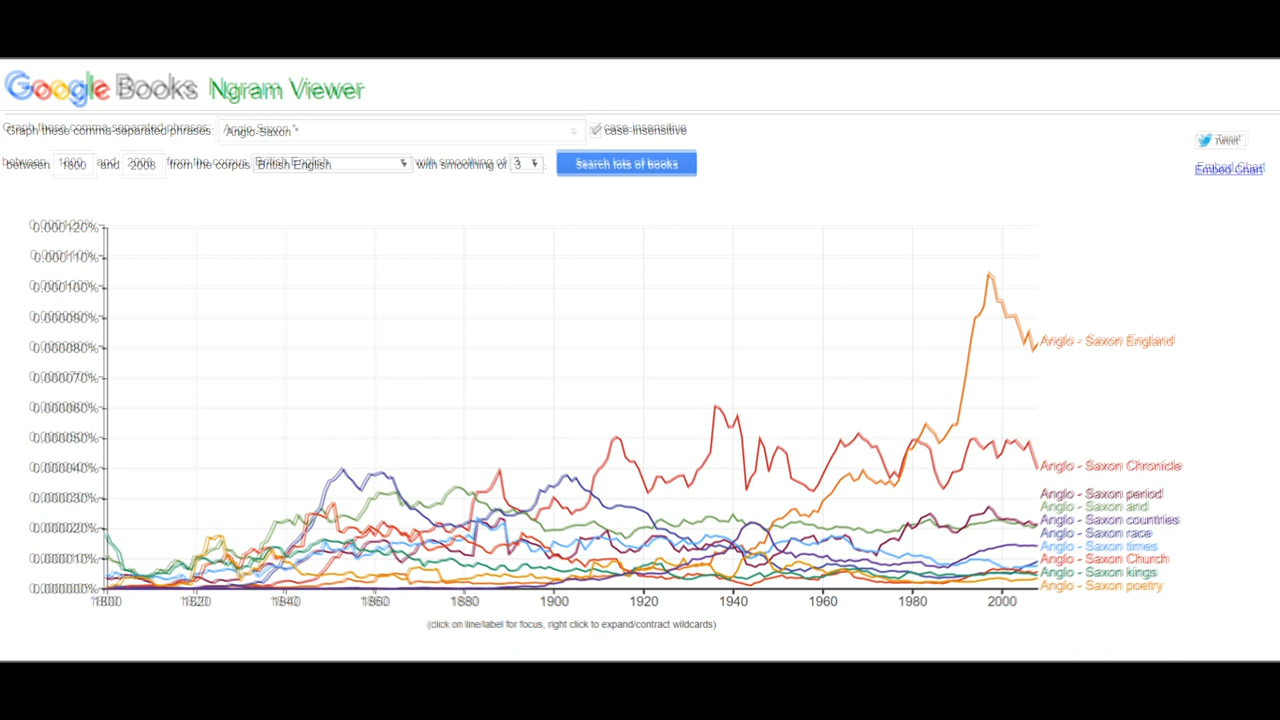 Google Books Ngram Viewer
Graph these comma-separated phrases: Anglo-Saxon * case-insensitive
between 1800 and 2008 from the corpus British English with smoothing of 3 . Search lots of books
Tweet
Embed Chart
0.000120%
0.000110%
0.000100%
0.000090%
0.000080%
0.000070%
0.000060%
0.000050%
0.000040%
0.000030%
0.000020%
0.000010%
0.000000%
1800 1820 1840 1860 1880 1900 1920 1940 1960 1980 2000
Anglo - Saxon England
Anglo - Saxon Chronicle
Anglo - Saxon period
Anglo - Saxon and
Anglo - Saxon countries
Anglo - Saxon race
Anglo - Saxon times
Anglo - Saxon Church
Anglo - Saxon kings
Anglo - Saxon poetry
(click on line/label for focus, right click to expand/contract wildcards)